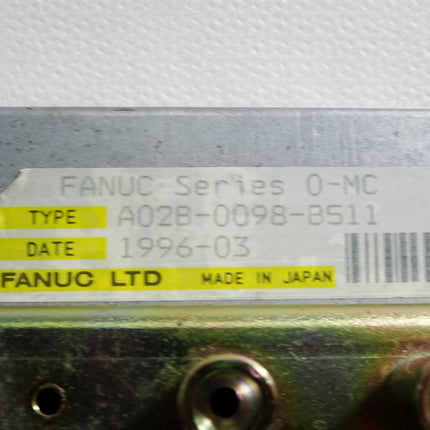 FANUC Series 0-MC
TYPE A02B-0098-B511
DATE 1996-03
FANUC LTD MADE IN JAPAN